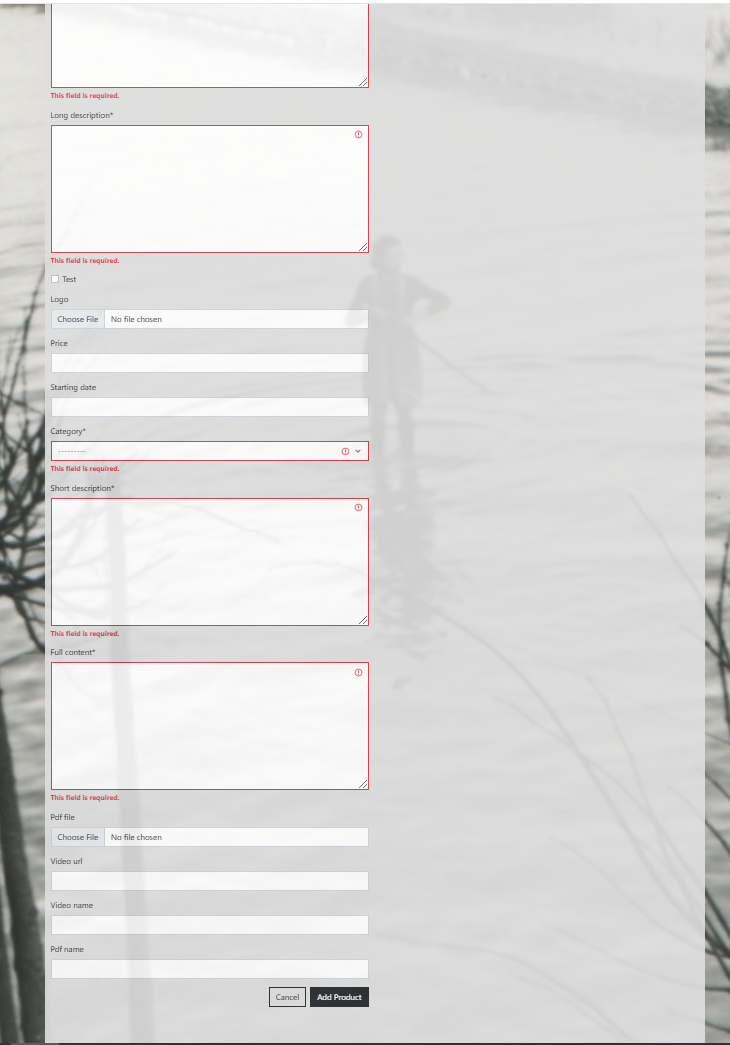 This field is required.
Long description*
This field is required.
Test
Logo
Choose File No file chosen
Price
Starting date
Category*
---------
This field is required.
Short description*
This field is required.
Full content*
This field is required.
Pdf file
Choose File No file chosen
Video url
Video name
Pdf name
Cancel Add Product